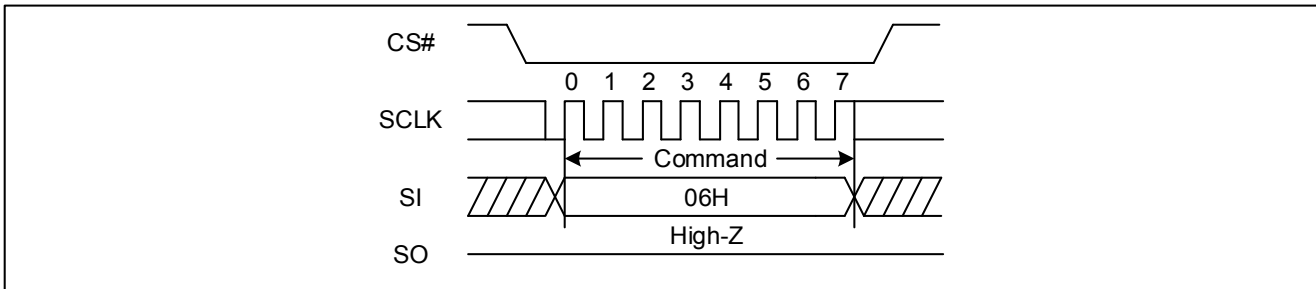 CS#
0 1 2 3 4 5 6 7
SCLK
Command
SI
06H
High-Z
SO